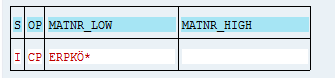 S OP MATNR_LOW MATNR_HIGH
I CP ERPKÖ*